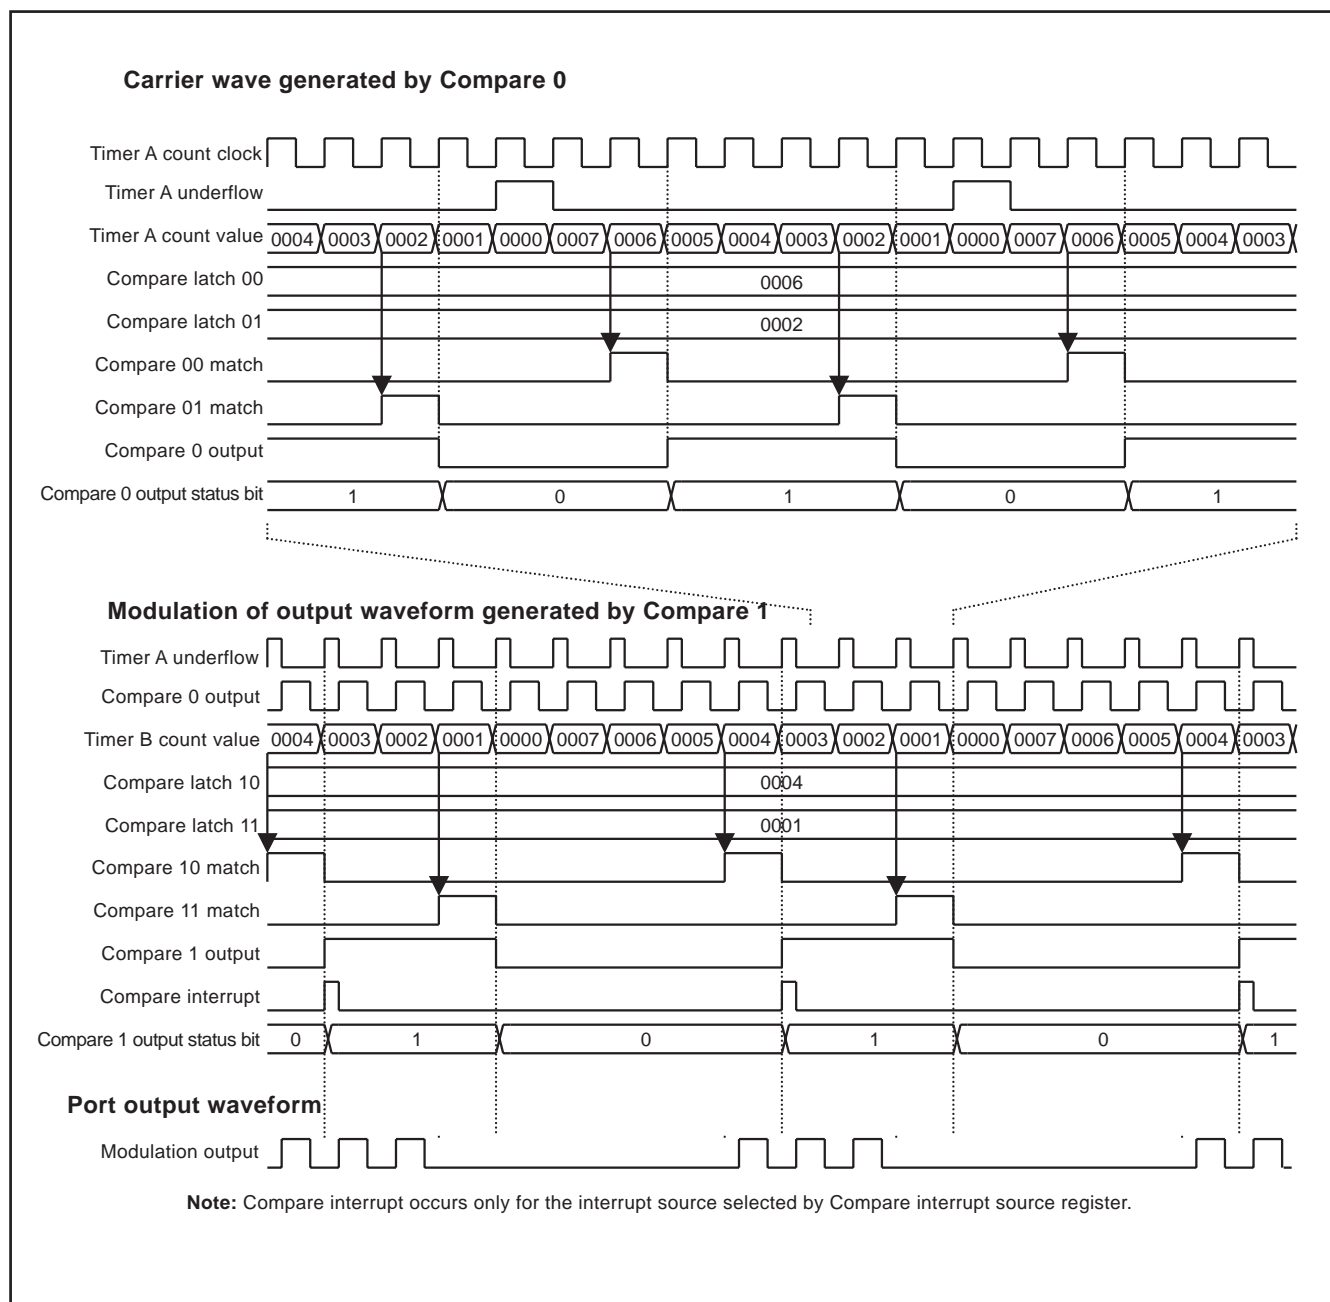 Carrier wave generated by Compare 0
Timer A count clock
Timer A underflow
Timer A count value 0004 0003 0002 0001 0000 0007 0006 0005 0004 0003 0002 0001 0000 0007 0006 0005 0004 0003
Compare latch 00 0006
Compare latch 01 0002
Compare 00 match
Compare 01 match
Compare 0 output
Compare 0 output status bit 1 0 1 0 1
Modulation of output waveform generated by Compare 1
Timer A underflow
Compare 0 output
Timer B count value 0004 0003 0002 0001 0000 0007 0006 0005 0004 0003 0002 0001 0000 0007 0006 0005 0004 0003
Compare latch 10 0004
Compare latch 11 0001
Compare 10 match
Compare 11 match
Compare 1 output
Compare interrupt
Compare 1 output status bit 0 1 0 1 0 1
Port output waveform
Modulation output
Note: Compare interrupt occurs only for the interrupt source selected by Compare interrupt source register.